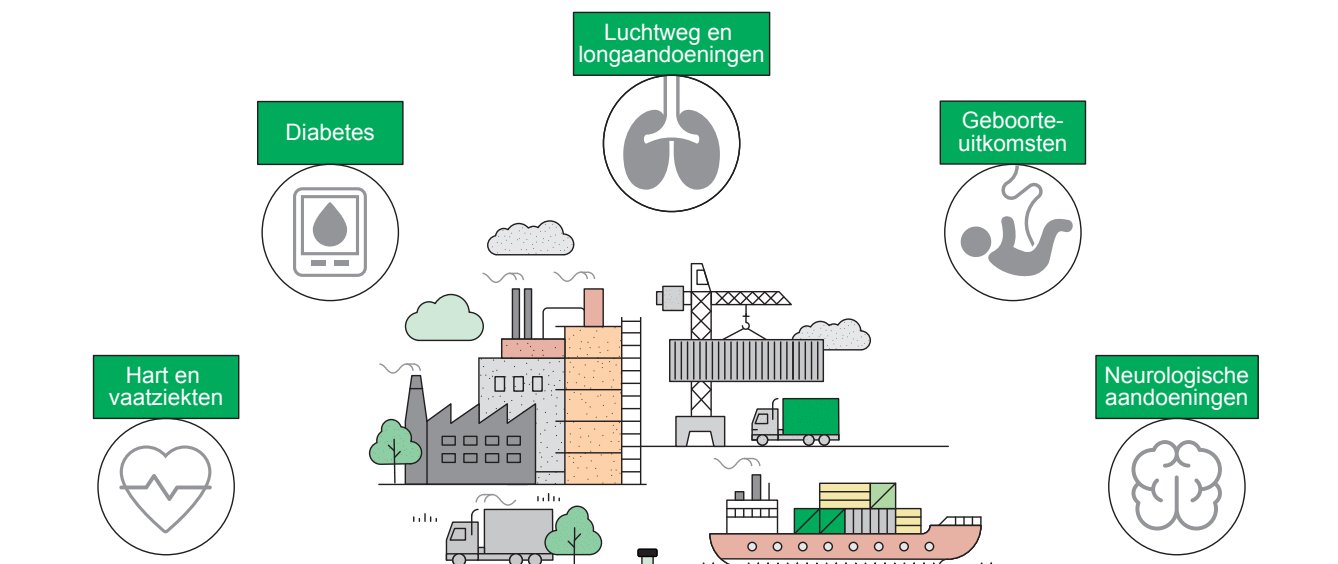 Luchtweg en
longaandoeningen
Diabetes
Geboorte-
uitkomsten
Hart en
vaatziekten
Neurologische
aandoeningen